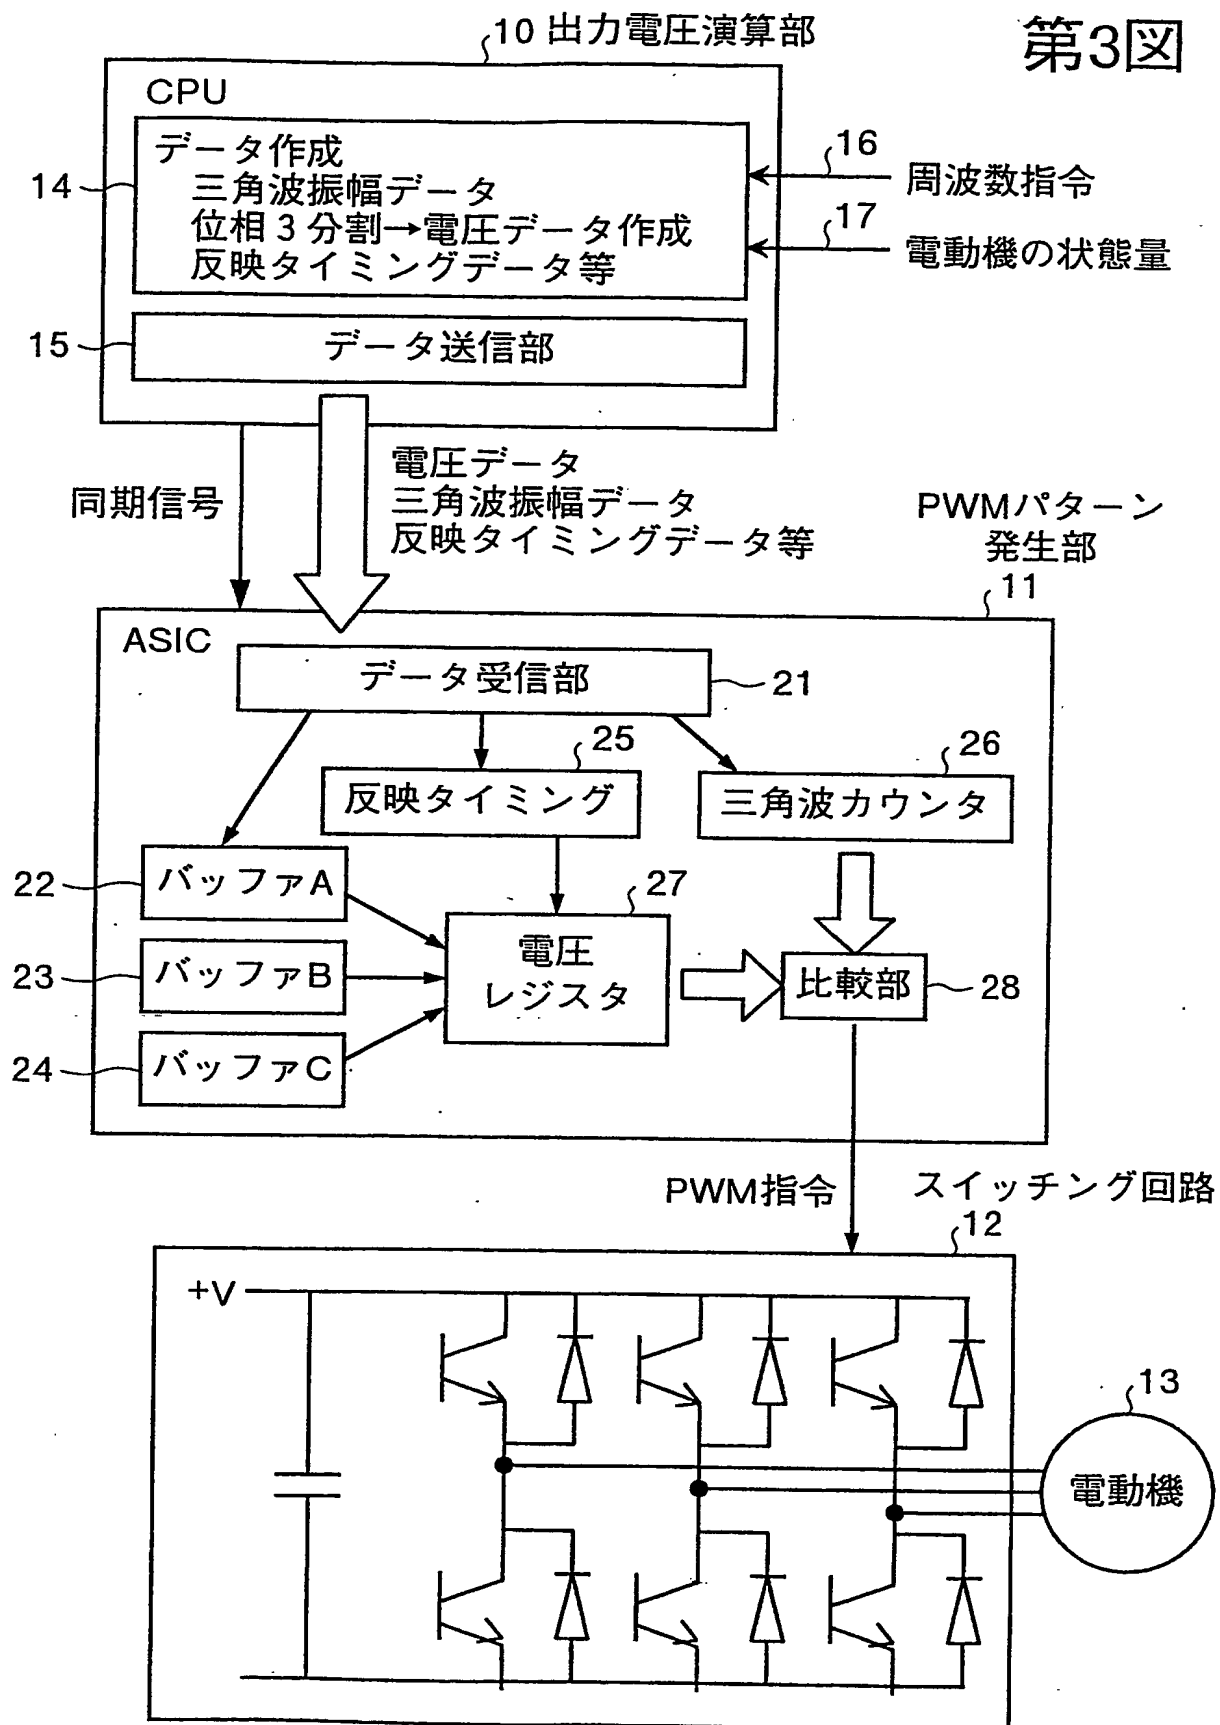 第3図
10 出力電圧演算部
CPU
データ作成
三角波振幅データ
位相3分割→電圧データ作成
反映タイミングデータ等
14
16
周波数指令
17
電動機の状態量
15
データ送信部
同期信号
電圧データ
三角波振幅データ
反映タイミングデータ等
PWMパターン
発生部
11
ASIC
データ受信部
21
25
反映タイミング
26
三角波カウンタ
22
バッファA
23
バッファB
24
バッファC
27
電圧
レジスタ
比較部
28
PWM指令
スイッチング回路
12
+V
13
電動機